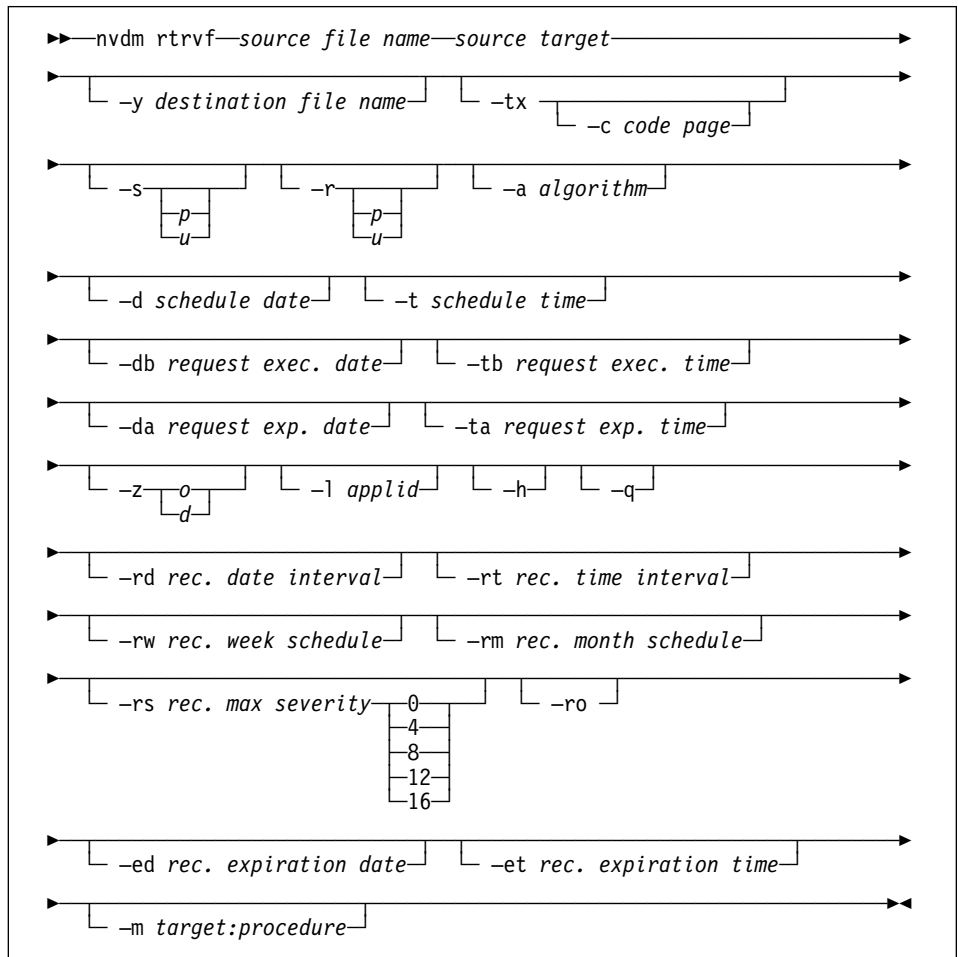 nvdm rtrvf source file name source target
–y destination file name –tx
–c code page
–s –r –a algorithm
p p
u u
–d schedule date –t schedule time
–db request exec. date –tb request exec. time
–da request exp. date –ta request exp. time
–z o –l applid –h –q
d
–rd rec. date interval –rt rec. time interval
–rw rec. week schedule –rm rec. month schedule
–rs rec. max severity 0 –ro
4
8
12
16
–ed rec. expiration date –et rec. expiration time
–m target:procedure